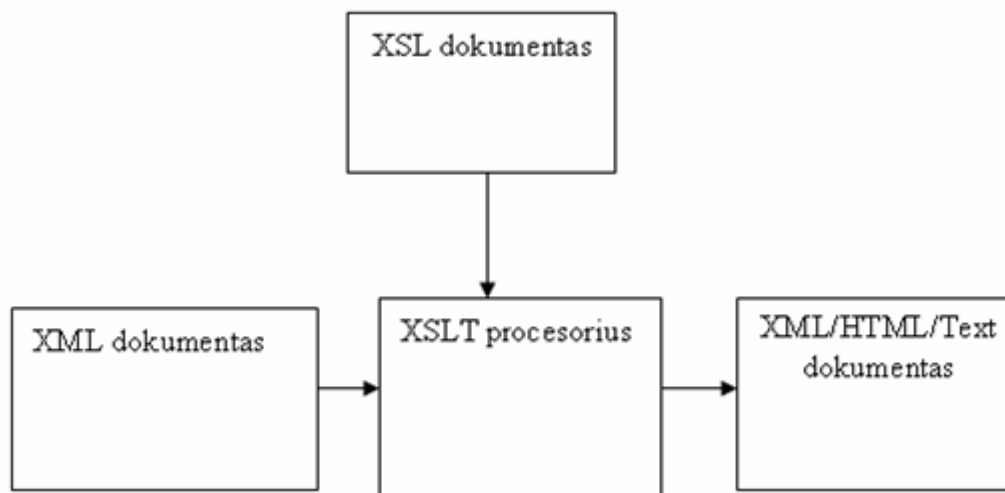 XSL dokumentas
XML dokumentas
XSLT procesorius
XML/HTML/Text
dokumentas